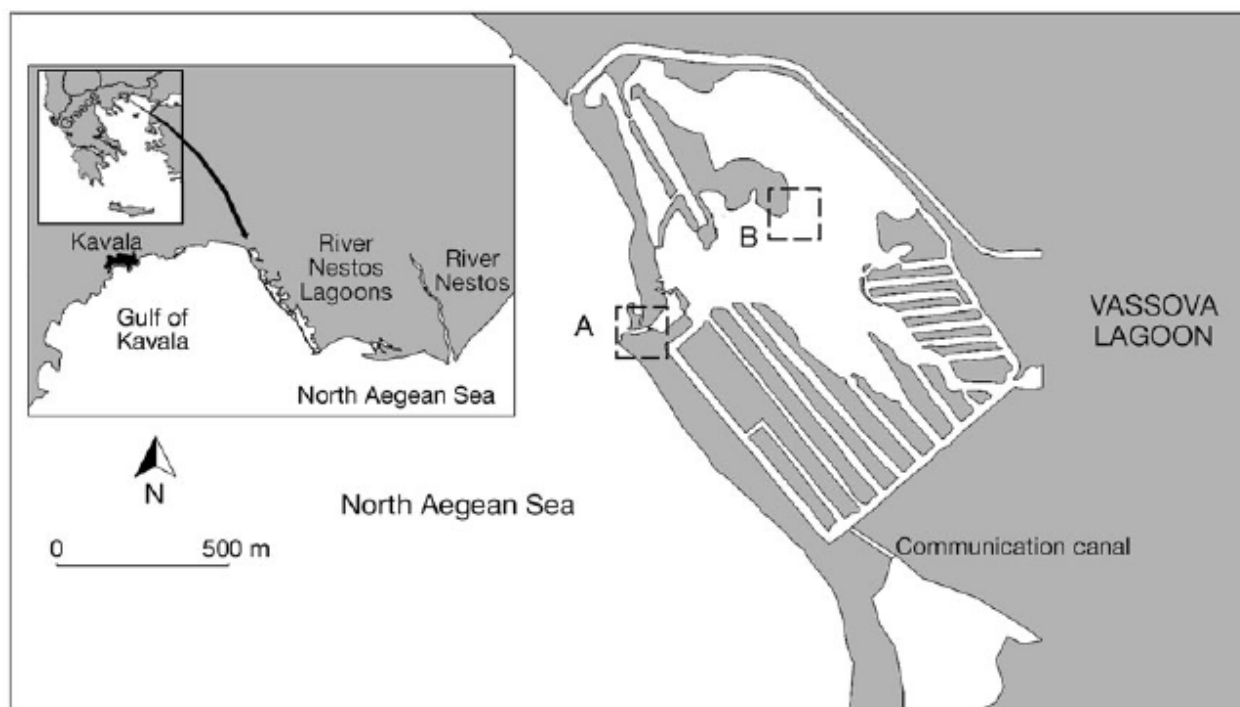 Kavala
River
Nestos
Lagoons
River
Nestos
Gulf of
Kavala
North Aegean Sea
N
0 500 m
North Aegean Sea
A
B
VASSOVA
LAGOON
Communication canal